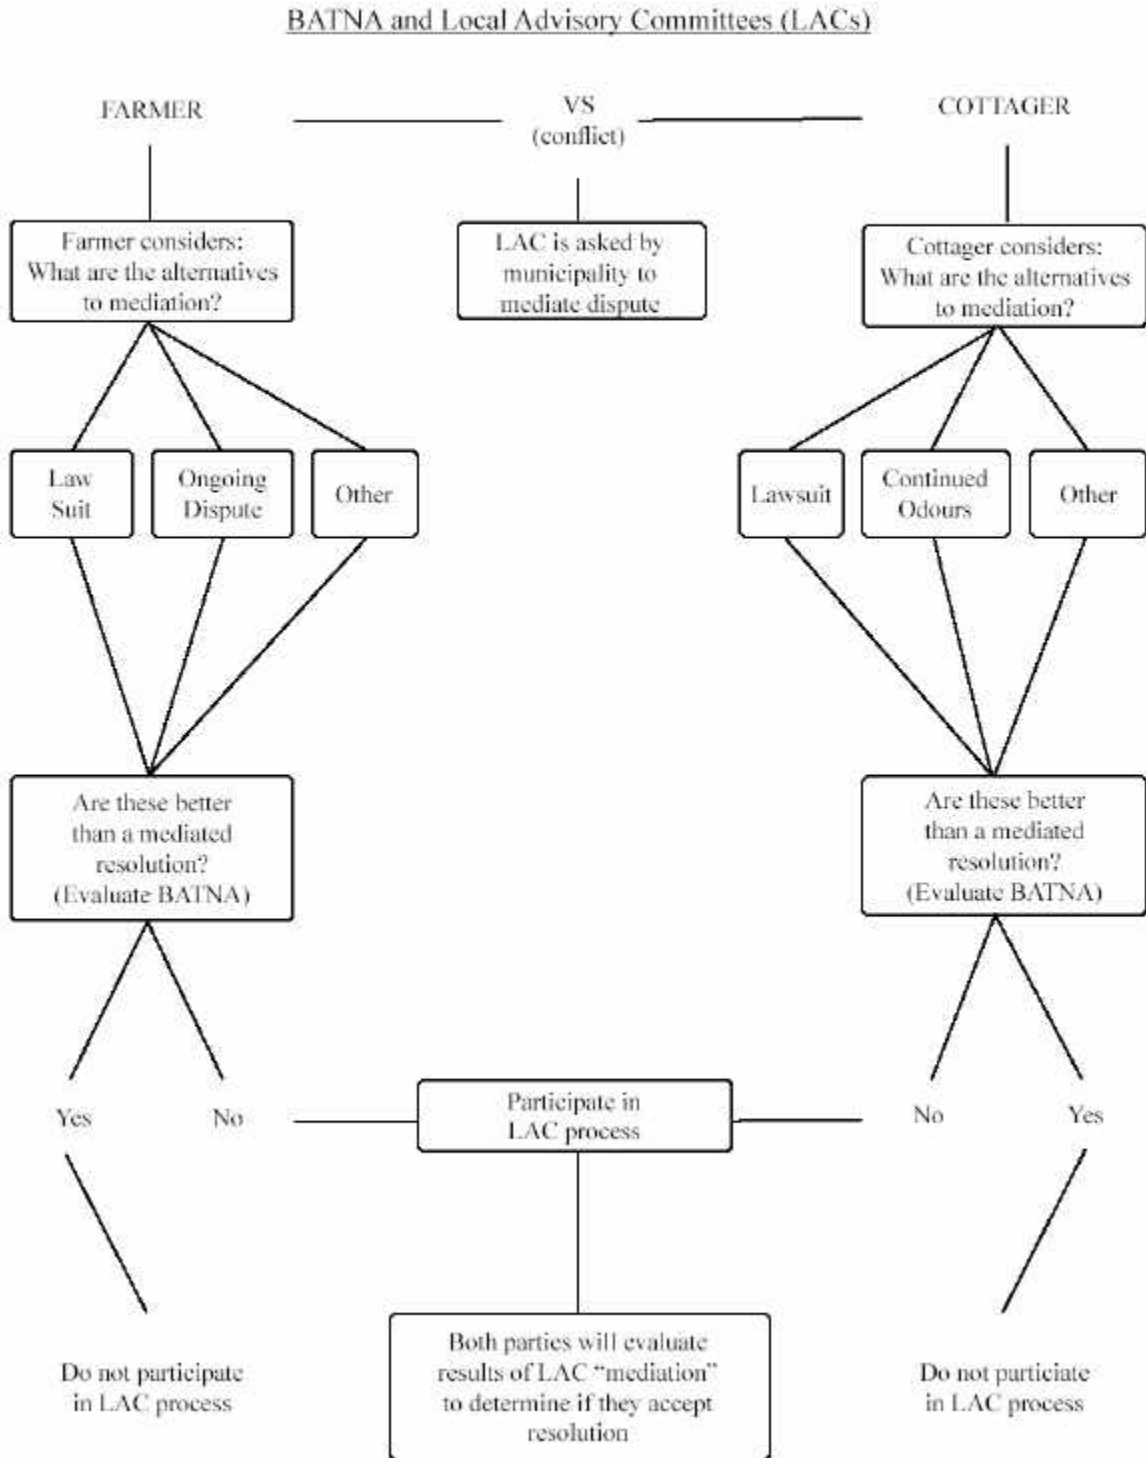 BATNA and Local Advisory Committees (LACs)
FARMER
VS
(conflict)
COTTAGER
Farmer considers:
What are the alternatives
to mediation?
LAC is asked by
municipality to
mediate dispute
Cottager considers:
What are the alternatives
to mediation?
Law
Suit
Ongoing
Dispute
Other
Lawsuit
Continued
Odours
Other
Are these better
than a mediated
resolution?
(Evaluate BATNA)
Are these better
than a mediated
resolution?
(Evaluate BATNA)
Yes
No
Participate in
LAC process
No
Yes
Do not participate
in LAC process
Both parties will evaluate
results of LAC “mediation”
to determine if they accept
resolution
Do not particiate
in LAC process